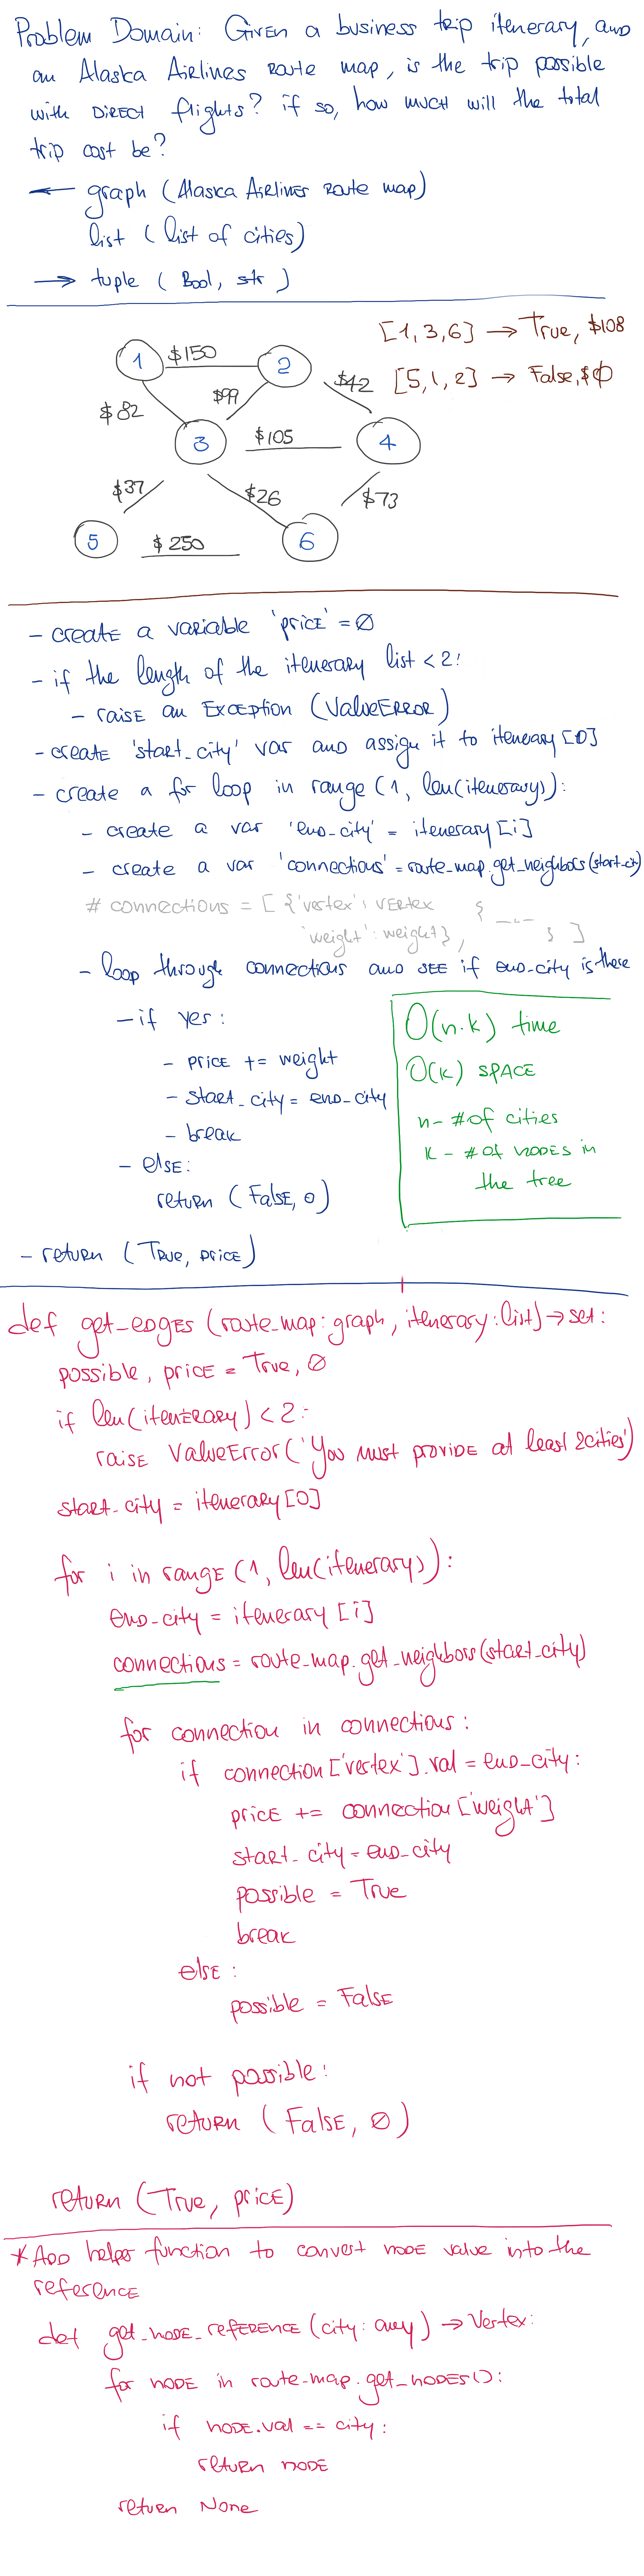 Problem Domain: Given a business trip itenerary, and
an Alaska Airlines route map, is the trip possible
with DIRECT flights? if so, how much will the total
trip cost be?
← graph (Alaska Airlines route map)
list (list of cities)
→ tuple (Bool, str)
[1,3,6] → True, $108
[5,1,2] → False, $0
1 $150 2
$82 $99 $42
3 $105 4
$37 $26 $73
5 $250 6
- create a variable 'price' = 0
- if the length of the itenerary list < 2:
- raise an Exception (ValueError)
- create 'start_city' var and assign it to itenerary[0]
- create a for loop in range (1, len(itenerary)):
- create a var 'end_city' = itenerary[i]
- create a var 'connections' = route_map.get_neighbors(start_city)
# connections = [{'vertex': vertex
'weight': weight}, { _ _ _ } ]
- loop through connections and see if end_city is there
- if yes:
- price += weight
- start_city = end_city
- break
- else:
return (False, 0)
- return (True, price)
O(n·k) time
O(k) space
n - # of cities
k - # of nodes in
the tree
def get_edges (route_map: graph, itenerary: list) → set:
possible, price = True, 0
if len(itenerary) < 2:
raise ValueError('You must provide at least 2 cities')
start_city = itenerary[0]
for i in range (1, len(itenerary)):
end_city = itenerary[i]
connections = route_map.get_neighbors(start_city)
for connection in connections:
if connection['vertex'].val = end_city:
price += connection['weight']
start_city = end_city
possible = True
break
else:
possible = False
if not possible:
return (False, 0)
return (True, price)
* Add helper function to convert node value into the
reference
def get_node_reference (city: any) → Vertex:
for node in route_map.get_nodes():
if node.val == city:
return node
return None